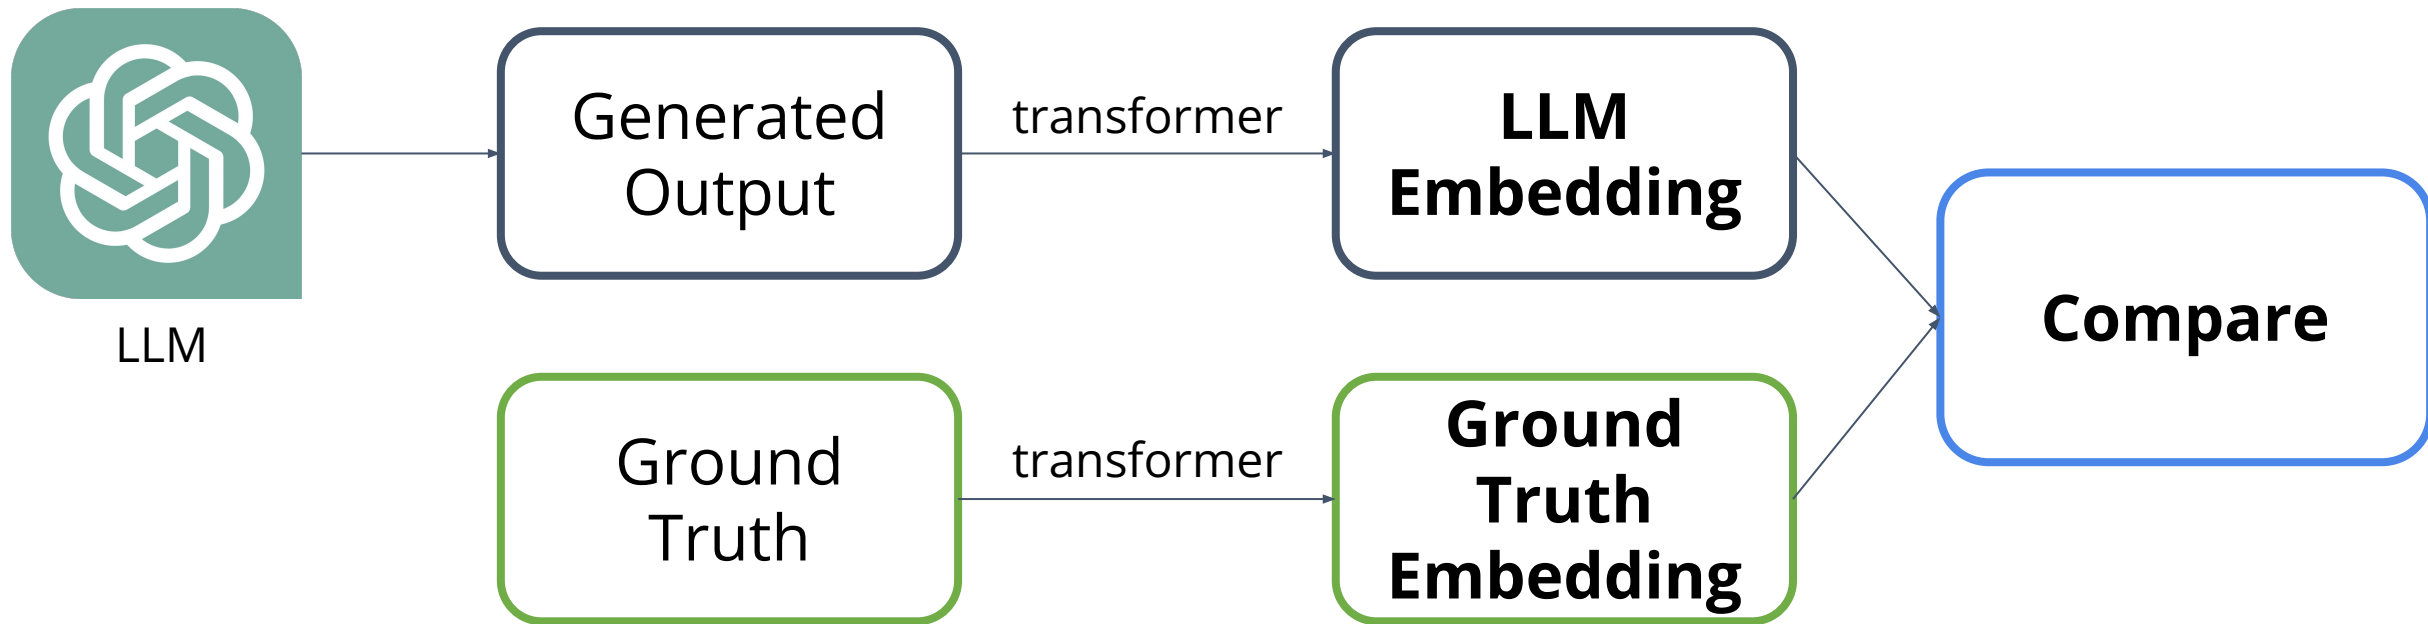 Generated
Output
transformer
LLM
Embedding
LLM
Ground
Truth
transformer
Ground
Truth
Embedding
Compare